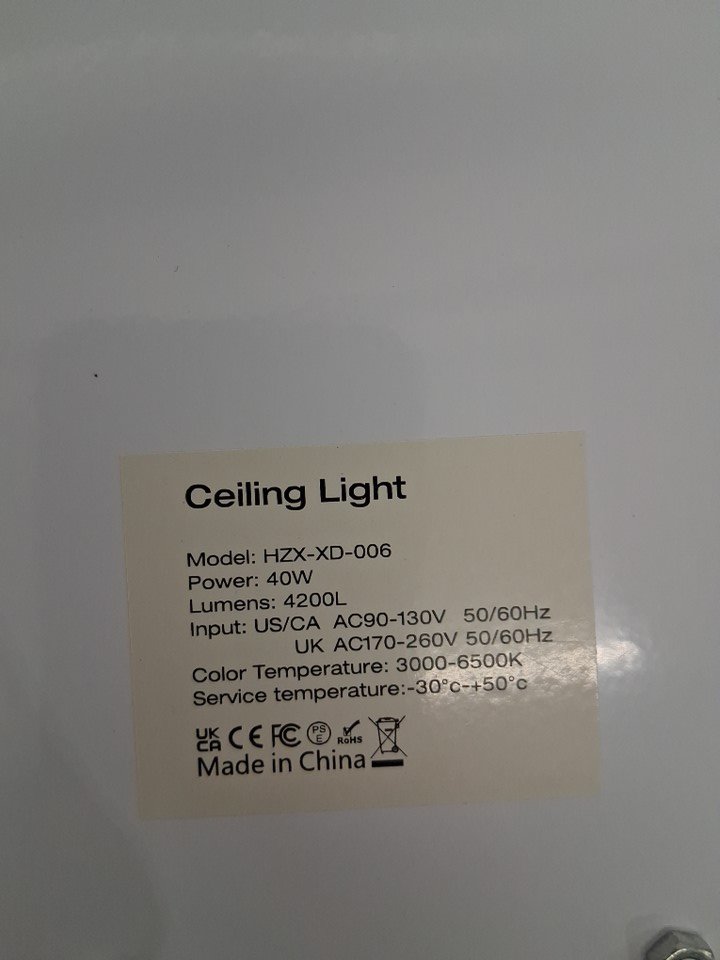 Ceiling Light
Model: HZX-XD-006
Power: 40W
Lumens: 4200L
Input: US/CA AC90-130V 50/60Hz
UK AC170-260V 50/60Hz
Color Temperature: 3000-6500K
Service temperature:-30°c-+50°c
UK CA CE FC PS E RoHS
Made in China